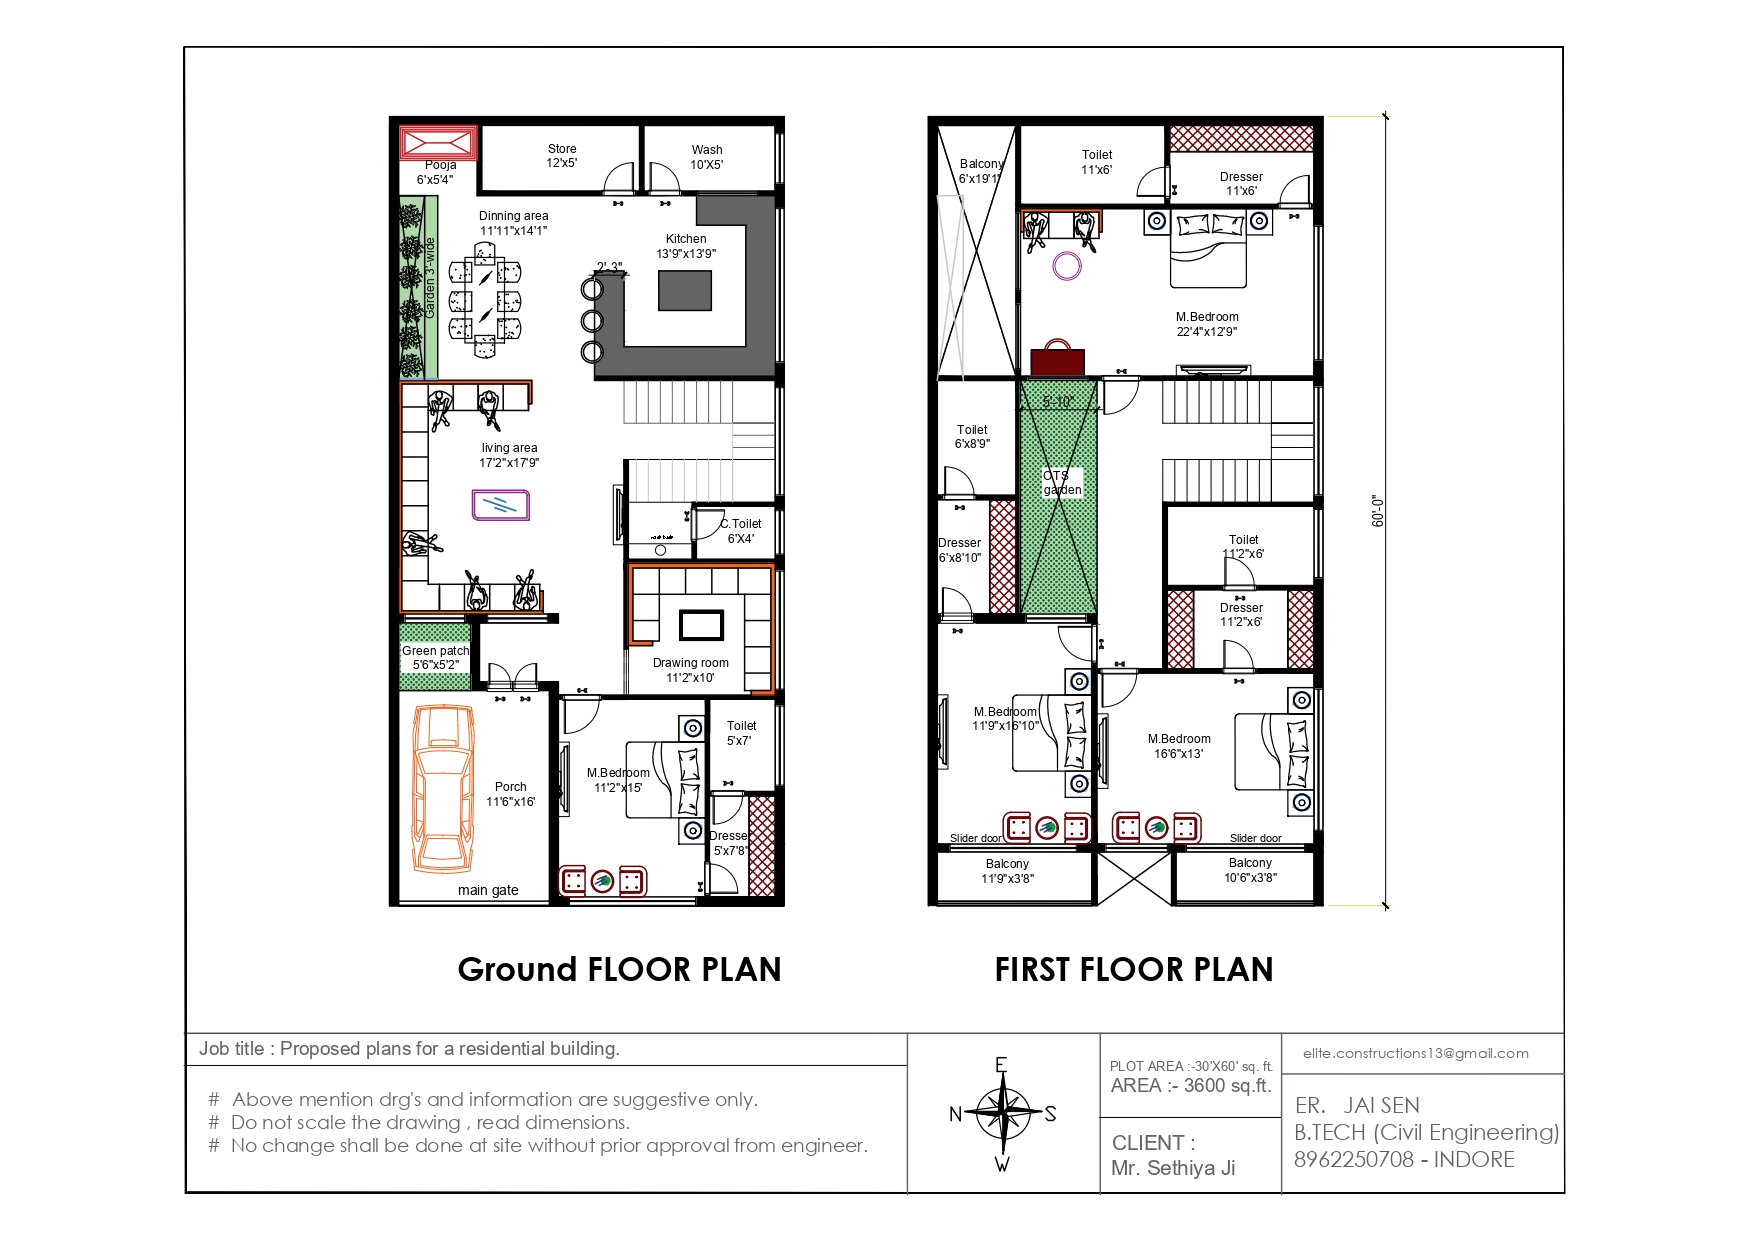 Pooja
6'x5'4"
Store
12'x5'
Wash
10'X5'
Dinning area
11'11"x14'1"
Kitchen
13'9"x13'9"
2'-3"
Garden 3'-wide
living area
17'2"x17'9"
C.Toilet
6'X4'
Green patch
5'6"x5'2"
Drawing room
11'2"x10'
Toilet
5'x7'
M.Bedroom
11'2"x15'
Porch
11'6"x16'
Dresser
5'x7'8"
main gate
Ground FLOOR PLAN
Balcony
6'x19'1"
Toilet
11'x6'
Dresser
11'x6'
M.Bedroom
22'4"x12'9"
5'-10"
Toilet
6'x8'9"
OTS
garden
Dresser
6'x8'10"
Toilet
11'2"x6'
Dresser
11'2"x6'
M.Bedroom
11'9"x16'10"
M.Bedroom
16'6"x13'
Slider door
Slider door
Balcony
11'9"x3'8"
Balcony
10'6"x3'8"
60'-0"
FIRST FLOOR PLAN
Job title : Proposed plans for a residential building.
# Above mention drg's and information are suggestive only.
# Do not scale the drawing , read dimensions.
# No change shall be done at site without prior approval from engineer.
E
N
S
W
PLOT AREA :-30'X60' sq. ft.
AREA :- 3600 sq.ft.
CLIENT :
Mr. Sethiya Ji
elite.constructions13@gmail.com
ER. JAI SEN
B.TECH (Civil Engineering)
8962250708 - INDORE